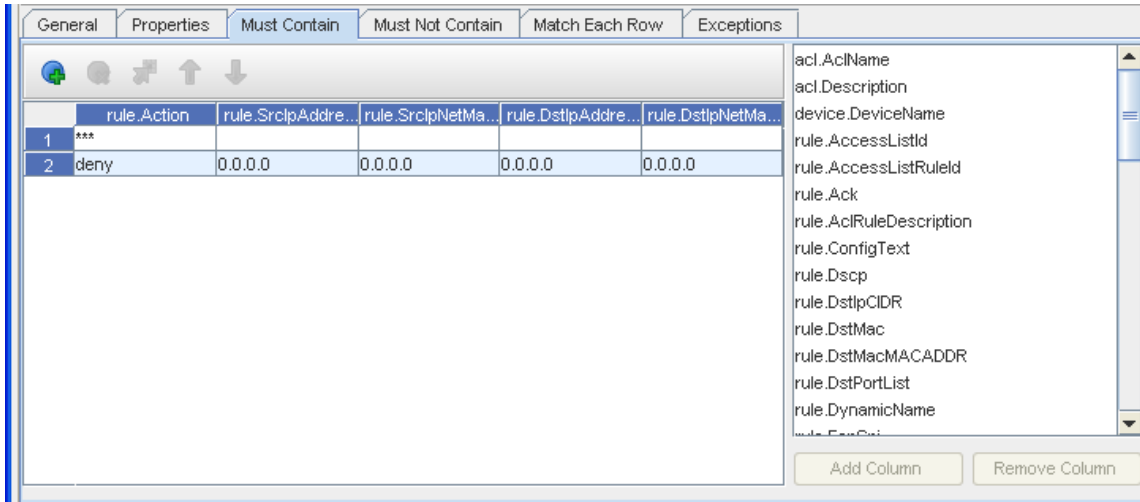 General Properties Must Contain Must Not Contain Match Each Row Exceptions
rule.Action rule.SrcIpAddre... rule.SrcIpNetMa... rule.DstIpAddre... rule.DstIpNetMa...
1 ***
2 deny 0.0.0.0 0.0.0.0 0.0.0.0 0.0.0.0
acl.AclName
acl.Description
device.DeviceName
rule.AccessListId
rule.AccessListRuleId
rule.Ack
rule.AclRuleDescription
rule.ConfigText
rule.Dscp
rule.DstIpCIDR
rule.DstMac
rule.DstMacMACADDR
rule.DstPortList
rule.DynamicName
Add Column Remove Column